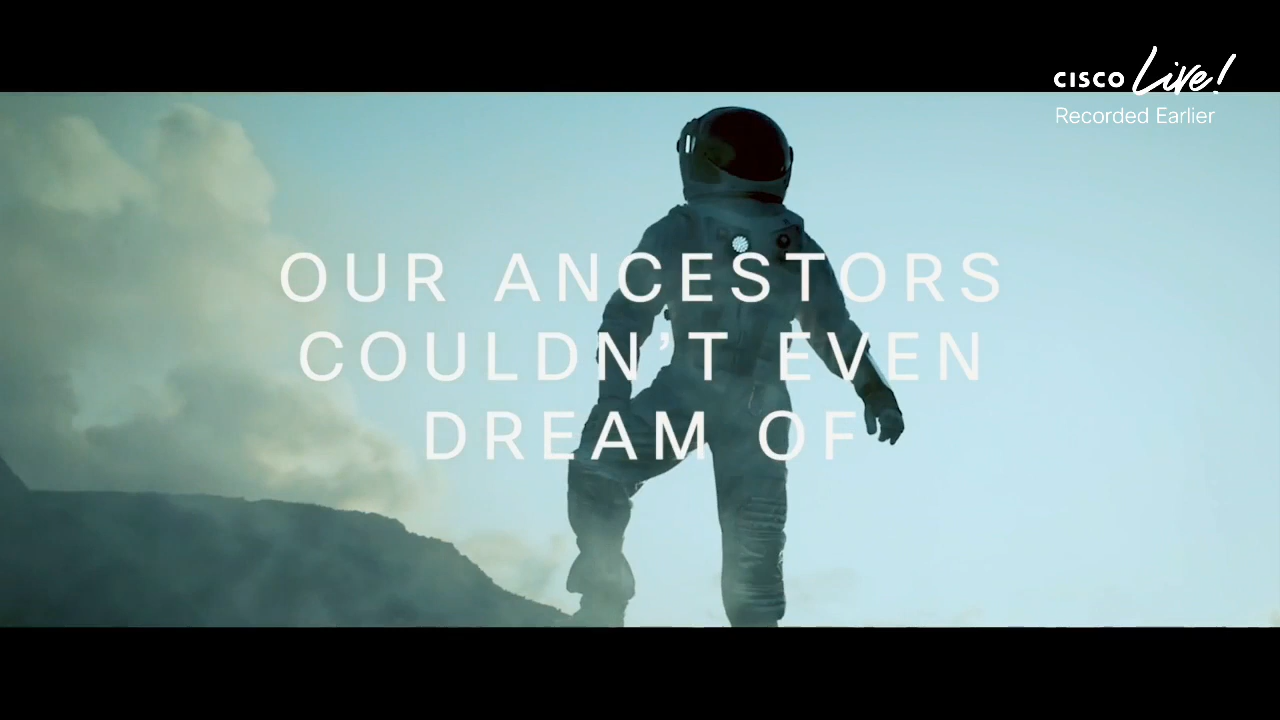 CISCO Live!
Recorded Earlier
OUR ANCESTORS
COULDN’T EVEN
DREAM OF